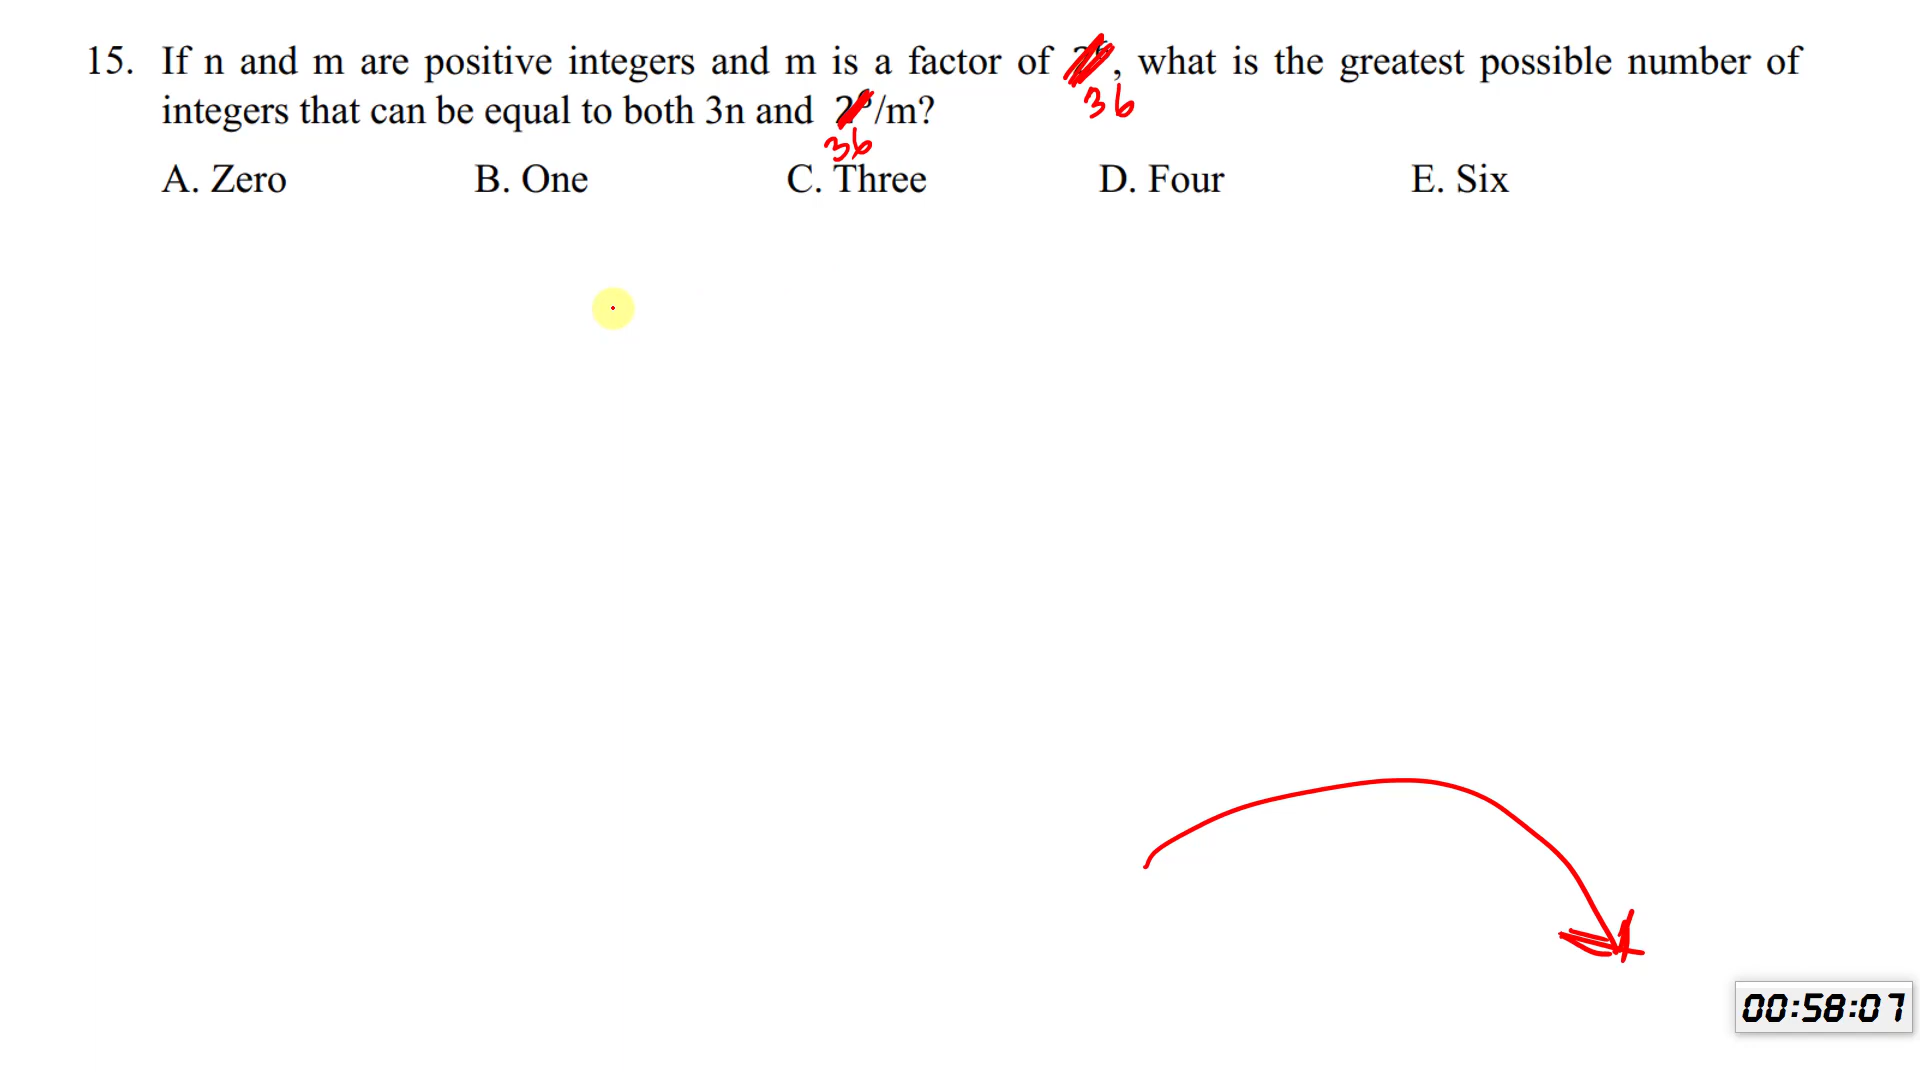 15. If n and m are positive integers and m is a factor of , what is the greatest possible number of
36
integers that can be equal to both 3n and /m?
36
A. Zero B. One C. Three D. Four E. Six
00:58:07